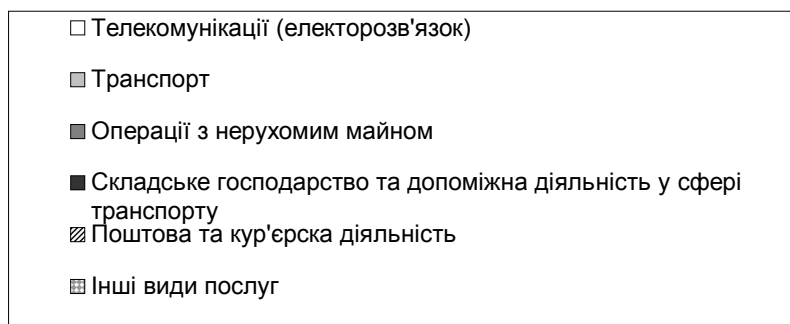 Телекомунікації (електорозв'язок)
Транспорт
Операції з нерухомим майном
Складське господарство та допоміжна діяльність у сфері
транспорту
Поштова та кур'єрска діяльність
Інші види послуг